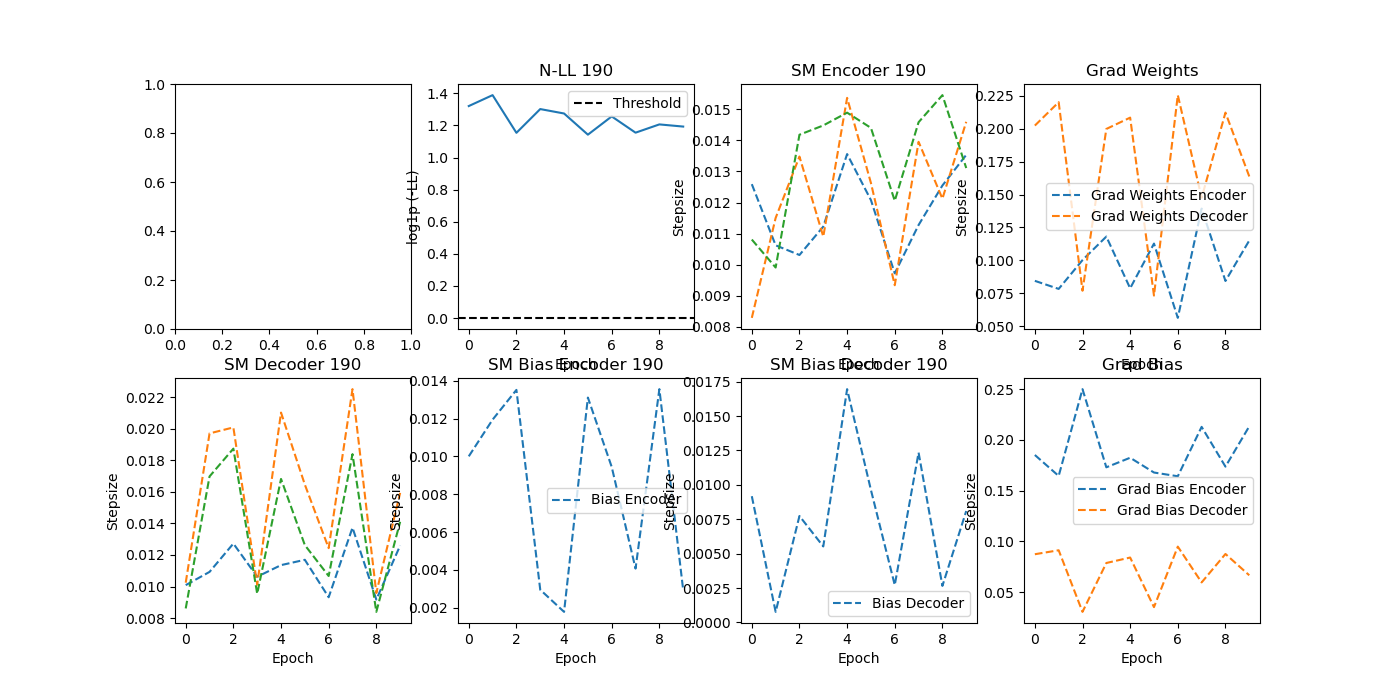 N-LL 190
SM Encoder 190
Grad Weights
1.0
0.8
0.6
0.4
0.2
0.0
0.0 0.2 0.4 0.6 0.8 1.0
log1p (-LL)
1.4
1.2
1.0
0.8
0.6
0.4
0.2
0.0
Threshold
0 2 4 6 8
Epoch
Stepsize
0.015
0.014
0.013
0.012
0.011
0.010
0.009
0.008
0 2 4 6 8
Epoch
Stepsize
0.225
0.200
0.175
0.150
0.125
0.100
0.075
0.050
Grad Weights Encoder
Grad Weights Decoder
0 2 4 6 8
Epoch
SM Decoder 190
SM Bias Encoder 190
SM Bias Decoder 190
Grad Bias
Stepsize
0.022
0.020
0.018
0.016
0.014
0.012
0.010
0.008
0 2 4 6 8
Epoch
Stepsize
0.014
0.012
0.010
0.008
0.006
0.004
0.002
Bias Encoder
0 2 4 6 8
Epoch
Stepsize
0.0175
0.0150
0.0125
0.0100
0.0075
0.0050
0.0025
0.0000
Bias Decoder
0 2 4 6 8
Epoch
Stepsize
0.25
0.20
0.15
0.10
0.05
Grad Bias Encoder
Grad Bias Decoder
0 2 4 6 8
Epoch